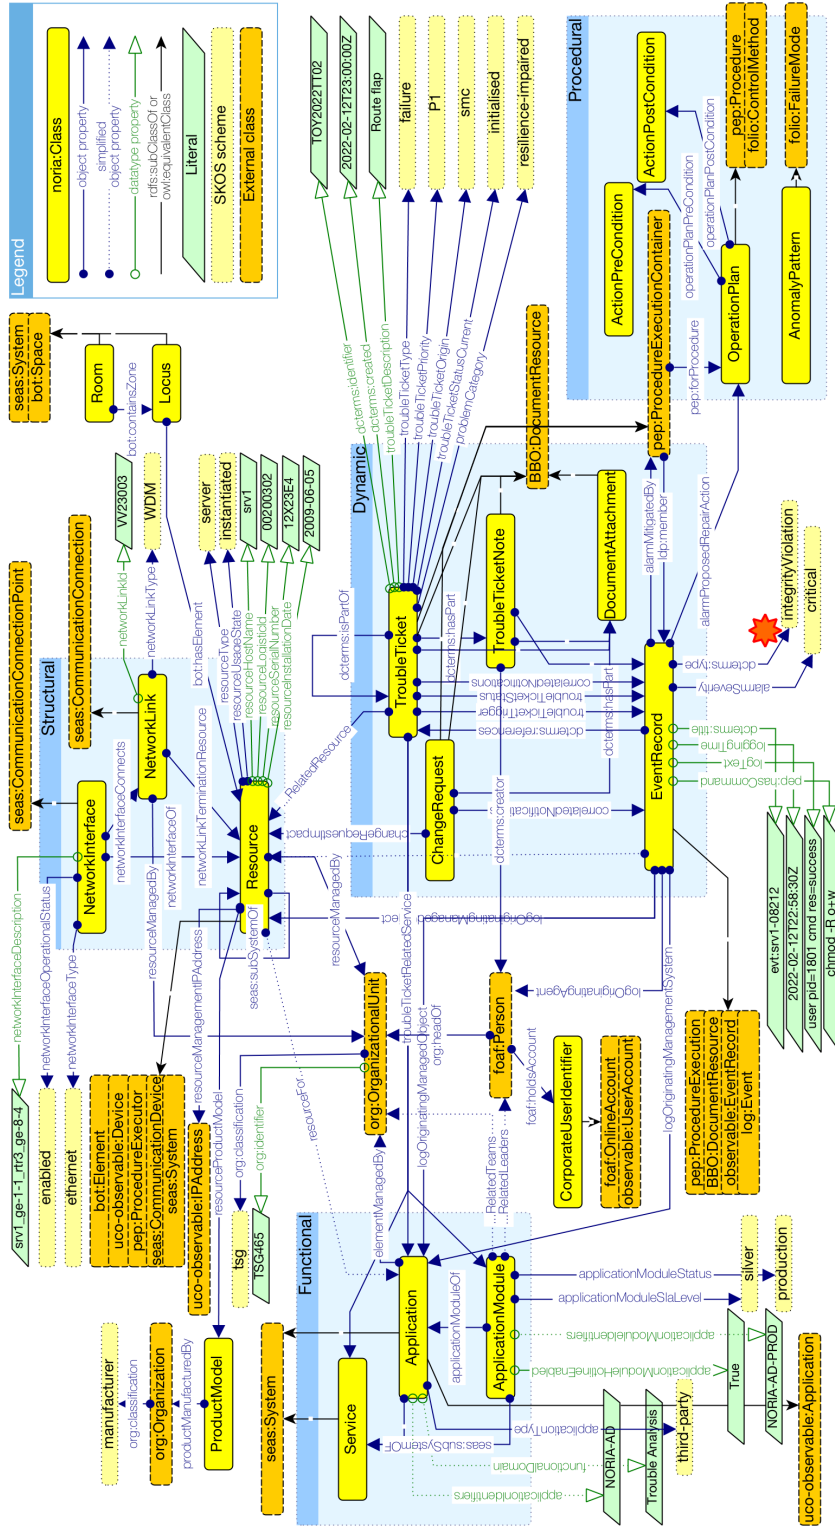 Legend
noria:Class
object property
simplified
object property
datatype property
rdfs:subClassOf or
owl:equivalentClass
Literal
SKOS scheme
External class
seas:System
bot:Space
Room
bot:containsZone
Locus
seas:CommunicationConnectionPoint
seas:CommunicationConnection
VV23003
WDM
networkLinkId
networkLinkType
bot:hasElement
server
instantiated
srv1
00200302
12X23E4
2009-06-05
resourceType
resourceUsageState
resourceHostName
resourceLogisticId
resourceSerialNumber
resourceInstallationDate
Structural
NetworkInterface
networkInterfaceConnects
NetworkLink
networkInterfaceOf
networkLinkTerminationResource
Resource
seas:subSystemOf
networkInterfaceDescription
networkInterfaceOperationalStatus
networkInterfaceType
srv1_ge-1-1_rtr3_ge-8-4
enabled
ethernet
resourceManagedBy
resourceManagementIPAddress
resourceProductModel
bot:Element
uco-observable:Device
pep:ProcedureExecutor
seas:CommunicationDevice
seas:System
uco-observable:IPAddress
resourceManagedBy
resourceFor
org:OrganizationalUnit
org:classification
org:identifier
tsg
TSG465
elementManagedBy
manufacturer
org:classification
org:Organization
productManufacturedBy
ProductModel
TOY2022TT02
2022-02-12T23:00:00Z
Route flap
failure
P1
smc
initialised
resilience-impaired
dcterms:identifier
dcterms:created
troubleTicketDescription
troubleTicketType
troubleTicketPriority
troubleTicketOrigin
troubleTicketStatusCurrent
problemCategory
Dynamic
dcterms:isPartOf
TroubleTicket
RelatedResource
dcterms:hasPart
TroubleTicketNote
BBO:DocumentResource
DocumentAttachment
ChangeRequest
changeRequestImpact
dcterms:hasPart
correlatedNotifications
troubleTicketStatus
troubleTicketTrigger
dcterms:references
dcterms:creator
EventRecord
alarmMitigatedBy
ldp:member
alarmProposedRepairAction
dcterms:type
alarmSeverity
integrityViolation
critical
dcterms:title
loggingTime
logText
pep:hasCommand
evt:srv1-08212
2022-02-12T22:58:30Z
user pid=1801 cmd res=success
chmod -R c+w
Procedural
ActionPreCondition
ActionPostCondition
operationPlanPreCondition
operationPlanPostCondition
pep:ProcedureExecutionContainer
pep:forProcedure
OperationPlan
AnomalyPattern
pep:Procedure
folio:ControlMethod
folio:FailureMode
troubleTicketRelatedService
logOriginatingManagedObject
org:headOf
foaf:Person
logOriginatingAgent
logOriginatingManagementSystem
foaf:holdsAccount
CorporateUserIdentifier
foaf:OnlineAccount
observable:UserAccount
pep:ProcedureExecution
BBO:DocumentResource
observable:EventRecord
log:Event
RelatedTeams
RelatedLeaders
Functional
seas:System
Service
Application
ApplicationModule
applicationModuleOf
seas:subSystemOF
applicationModuleStatus
applicationModuleSlaLevel
applicationModuleIdentifiers
applicationModuleHotlineEnabled
silver
production
True
NORIA-AD-PROD
applicationType
functionalDomain
applicationIdentifiers
NORIA-AD
Trouble Analysis
third-party
uco-observable:Application